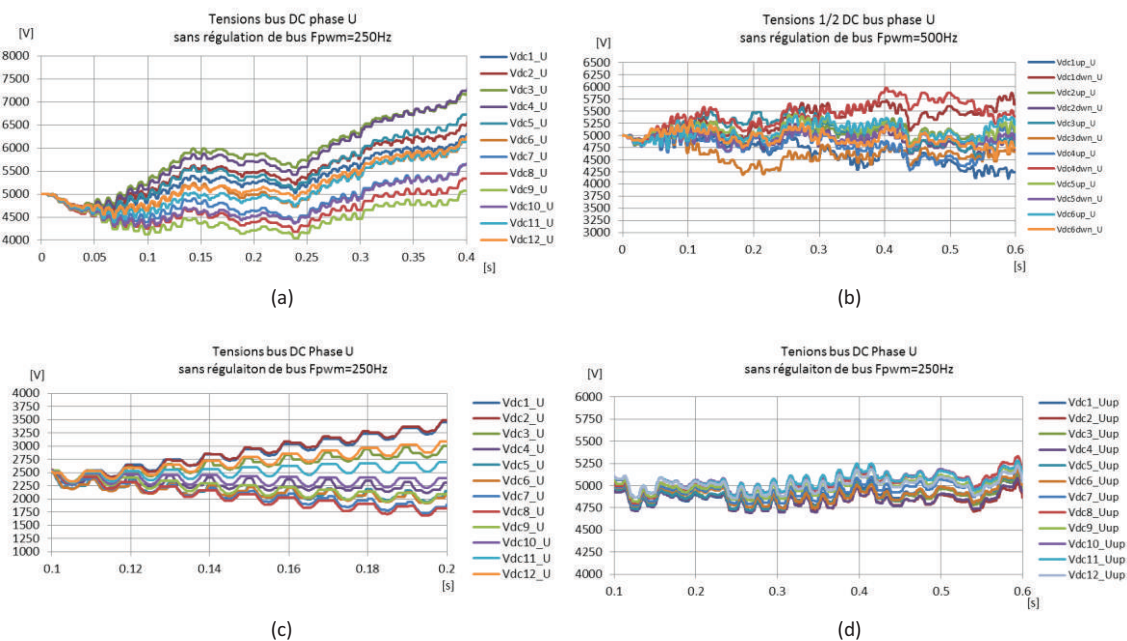 Tensions bus DC phase U
sans régulation de bus Fpwm=250Hz
[V]
8000
7500
7000
6500
6000
5500
5000
4500
4000
0
0.05
0.1
0.15
0.2
0.25
0.3
0.35
0.4
[s]
Vdc1_U
Vdc2_U
Vdc3_U
Vdc4_U
Vdc5_U
Vdc6_U
Vdc7_U
Vdc8_U
Vdc9_U
Vdc10_U
Vdc11_U
Vdc12_U
(a)
Tensions 1/2 DC bus phase U
sans régulation de bus Fpwm=500Hz
[V]
6500
6250
6000
5750
5500
5250
5000
4750
4500
4250
4000
3750
3500
3250
3000
0
0.1
0.2
0.3
0.4
0.5
0.6
[s]
Vdc1up_U
Vdc1dwn_U
Vdc2up_U
Vdc2dwn_U
Vdc3up_U
Vdc3dwn_U
Vdc4up_U
Vdc4dwn_U
Vdc5up_U
Vdc5dwn_U
Vdc6up_U
Vdc6dwn_U
(b)
Tensions bus DC Phase U
sans régulaiton de bus Fpwm=250Hz
[V]
4000
3750
3500
3250
3000
2750
2500
2250
2000
1750
1500
1250
1000
0.1
0.12
0.14
0.16
0.18
0.2
[s]
Vdc1_U
Vdc2_U
Vdc3_U
Vdc4_U
Vdc5_U
Vdc6_U
Vdc7_U
Vdc8_U
Vdc9_U
Vdc10_U
Vdc11_U
Vdc12_U
(c)
Tensions bus DC Phase U
sans régulaiton de bus Fpwm=250Hz
[V]
6000
5750
5500
5250
5000
4750
4500
4250
4000
0.1
0.2
0.3
0.4
0.5
0.6
[s]
Vdc1_Uup
Vdc2_Uup
Vdc3_Uup
Vdc4_Uup
Vdc5_Uup
Vdc6_Uup
Vdc7_Uup
Vdc8_Uup
Vdc9_Uup
Vdc10_Uup
Vdc11_Uup
Vdc12_Uup
(d)